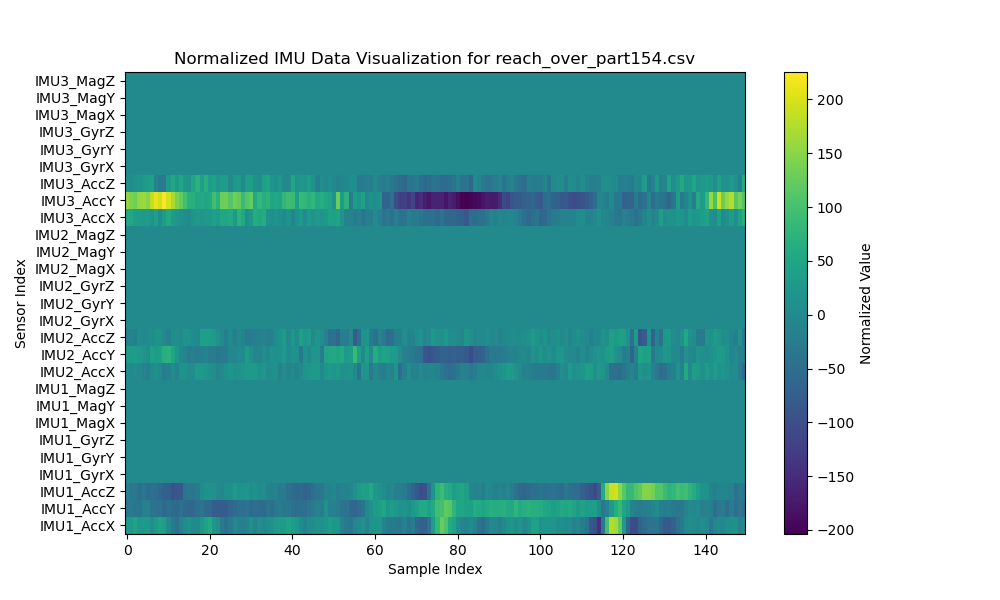 Normalized IMU Data Visualization for reach_over_part154.csv
IMU3_MagZ
IMU3_MagY
IMU3_MagX
IMU3_GyrZ
IMU3_GyrY
IMU3_GyrX
IMU3_AccZ
IMU3_AccY
IMU3_AccX
IMU2_MagZ
IMU2_MagY
IMU2_MagX
IMU2_GyrZ
IMU2_GyrY
IMU2_GyrX
IMU2_AccZ
IMU2_AccY
IMU2_AccX
IMU1_MagZ
IMU1_MagY
IMU1_MagX
IMU1_GyrZ
IMU1_GyrY
IMU1_GyrX
IMU1_AccZ
IMU1_AccY
IMU1_AccX
Sensor Index
0 20 40 60 80 100 120 140
Sample Index
200
150
100
50
0
−50
−100
−150
−200
Normalized Value